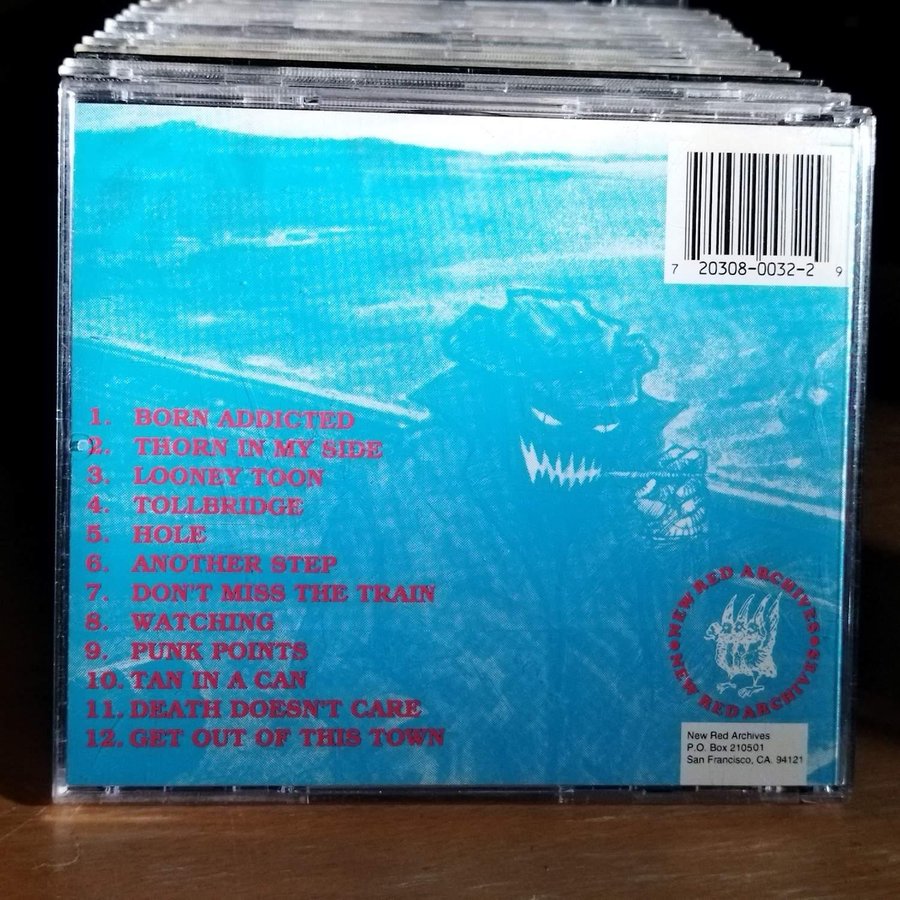 7 20308-0032-2 9
1. BORN ADDICTED
2. THORN IN MY SIDE
3. LOONEY TOON
4. TOLLBRIDGE
5. HOLE
6. ANOTHER STEP
7. DON'T MISS THE TRAIN
8. WATCHING
9. PUNK POINTS
10. TAN IN A CAN
11. DEATH DOESN'T CARE
12. GET OUT OF THIS TOWN
NEW RED ARCHIVES • NEW RED ARCHIVES •
New Red Archives
P.O. Box 210501
San Francisco, CA. 94121